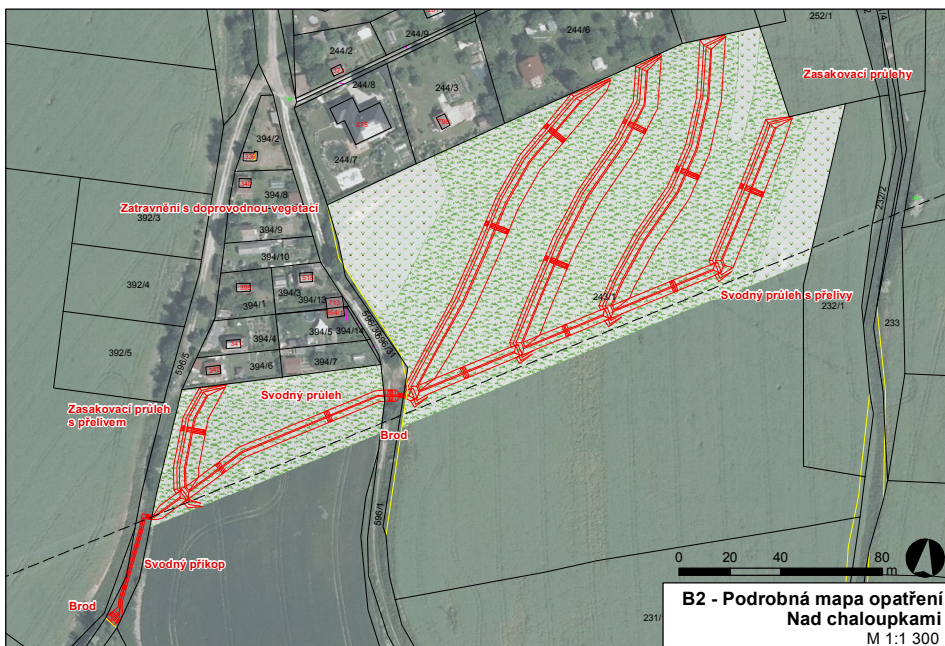 252/1
244/9
244/6
244/2
Zasakovací průlehy
244/8
244/3
394/2
244/7
394/8
232/2
Zatravnění s doprovodnou vegetací
392/3
394/9
394/10
392/4
394/3
394/1
394/13
Svodný průleh s přelivy
243/1
232/1
233
394/5
394/14
394/4
596/31
392/5
596/5
394/6
394/7
Svodný průleh
Zasakovací průleh
s přelivem
Brod
596/1
Svodný příkop
0 20 40 80
m
Brod
B2 - Podrobná mapa opatření
Nad chaloupkami
M 1:1 300
231/